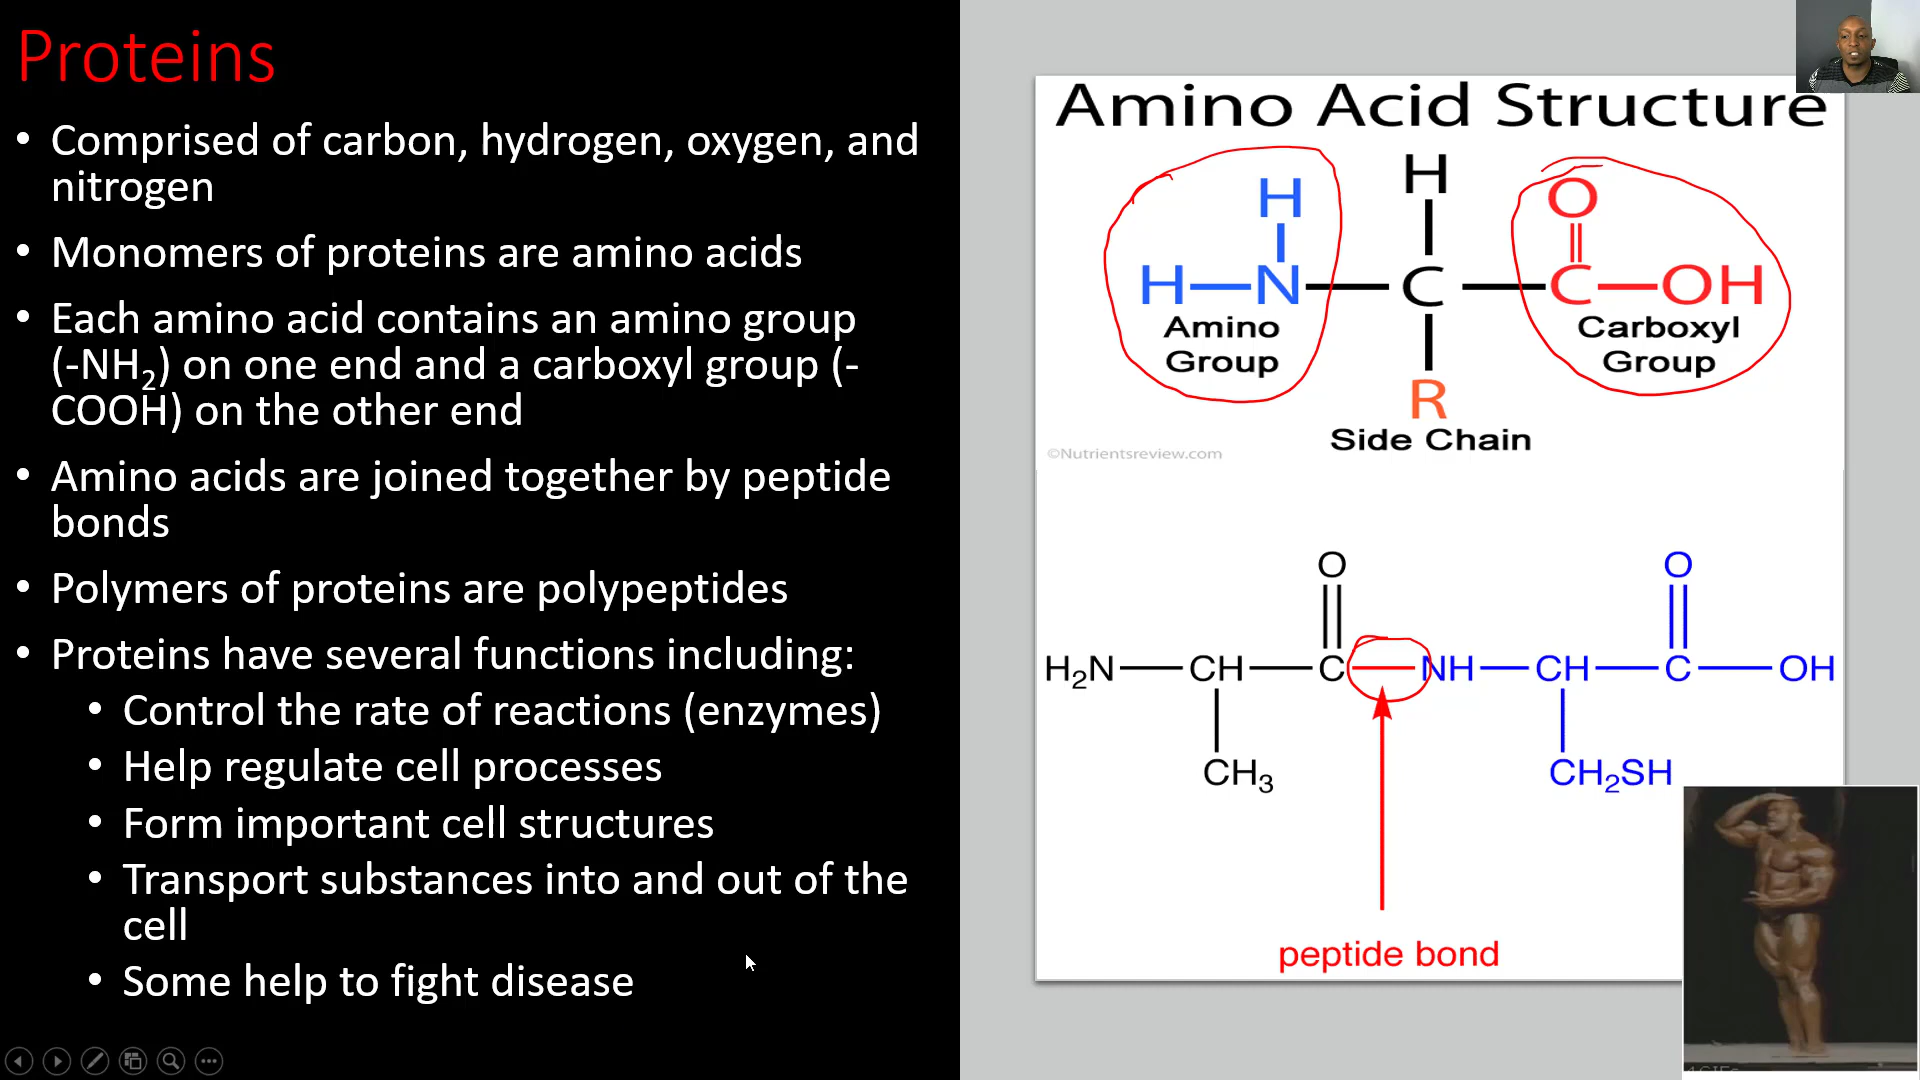 Proteins
• Comprised of carbon, hydrogen, oxygen, and
nitrogen
• Monomers of proteins are amino acids
• Each amino acid contains an amino group
(-NH₂) on one end and a carboxyl group (-
COOH) on the other end
• Amino acids are joined together by peptide
bonds
• Polymers of proteins are polypeptides
• Proteins have several functions including:
• Control the rate of reactions (enzymes)
• Help regulate cell processes
• Form important cell structures
• Transport substances into and out of the
cell
• Some help to fight disease
Amino Acid Structure
H
H O
H N C C OH
Amino Carboxyl
Group Group
R
Side Chain
©Nutrientsreview.com
O O
H₂N CH C NH CH C OH
CH₃ CH₂SH
peptide bond